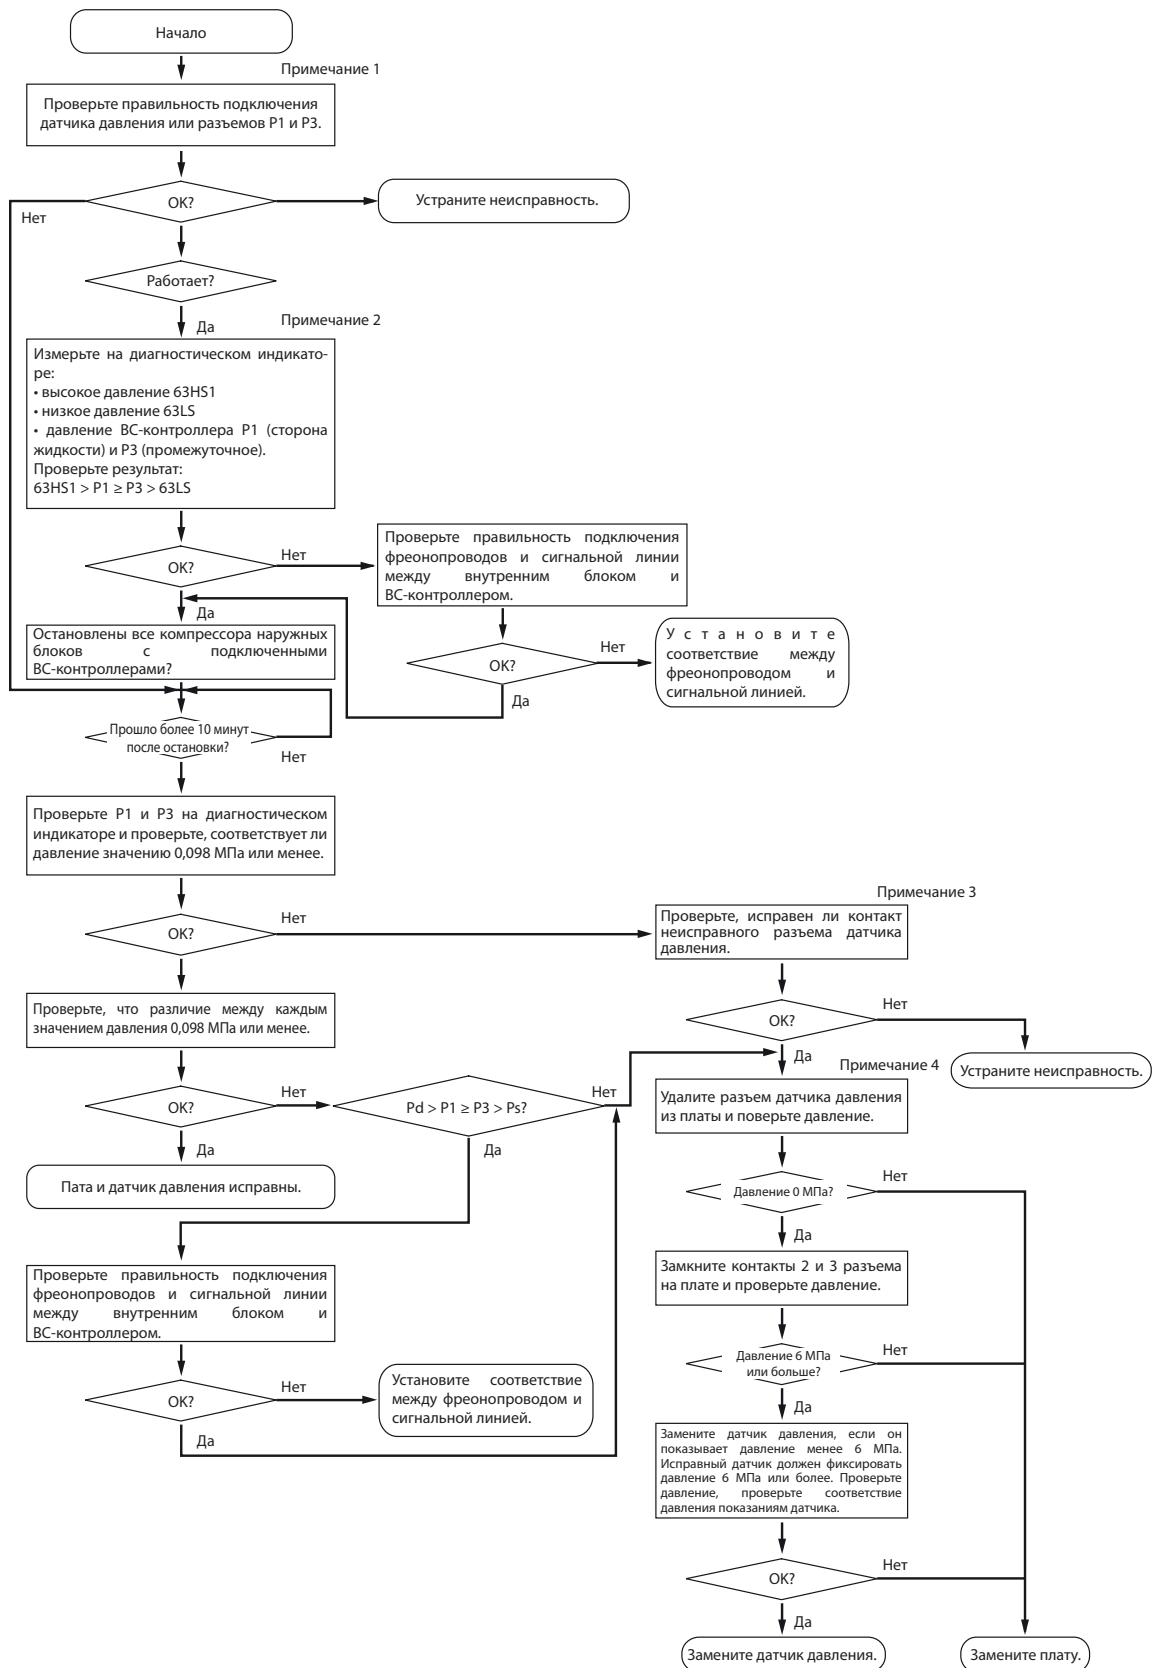 Начало
Примечание 1
Проверьте правильность подключения
датчика давления или разъемов P1 и P3.
OK?
Устраните неисправность.
Нет
Работает?
Да
Примечание 2
Измерьте на диагностическом индикато-
ре:
• высокое давление 63HS1
• низкое давление 63LS
• давление BC-контроллера P1 (сторона
жидкости) и P3 (промежуточное).
Проверьте результат:
63HS1 > P1 ≥ P3 > 63LS
OK?
Нет
Проверьте правильность подключения
фреонопроводов и сигнальной линии
между внутренним блоком и
BC-контроллером.
Да
Остановлены все компрессора наружных
блоков с подключенными
BC-контроллерами?
OK?
Нет
Установите
соответствие между
фреонопроводом и
сигнальной линией.
Да
Прошло более 10 минут
после остановки?
Нет
Проверьте P1 и P3 на диагностическом
индикаторе и проверьте, соответствует ли
давление значению 0,098 МПа или менее.
OK?
Нет
Примечание 3
Проверьте, исправен ли контакт
неисправного разъема датчика
давления.
Проверьте, что различие между каждым
значением давления 0,098 МПа или менее.
OK?
Нет
Устраните неисправность.
Да
Примечание 4
OK?
Нет
Pd > P1 ≥ P3 > Ps?
Нет
Да
Да
Пата и датчик давления исправны.
Удалите разъем датчика давления
из платы и поверьте давление.
Давление 0 МПа?
Нет
Да
Проверьте правильность подключения
фреонопроводов и сигнальной линии
между внутренним блоком и
BC-контроллером.
Замкните контакты 2 и 3 разъема
на плате и проверьте давление.
Давление 6 МПа
или больше?
Нет
Да
OK?
Нет
Установите соответствие
между фреонопроводом и
сигнальной линией.
Да
Замените датчик давления, если он
показывает давление менее 6 МПа.
Исправный датчик должен фиксировать
давление 6 МПа или более. Проверьте
давление, проверьте соответствие
давления показаниям датчика.
OK?
Нет
Да
Замените датчик давления.
Замените плату.